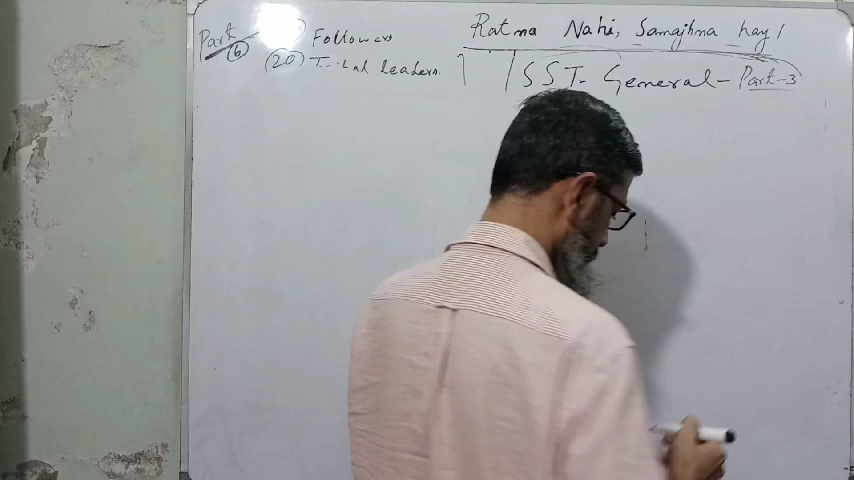 Part 6
Followers
(20) leaders.
Ratna Nahi, Samajhna hay!
SST- General - Part-3